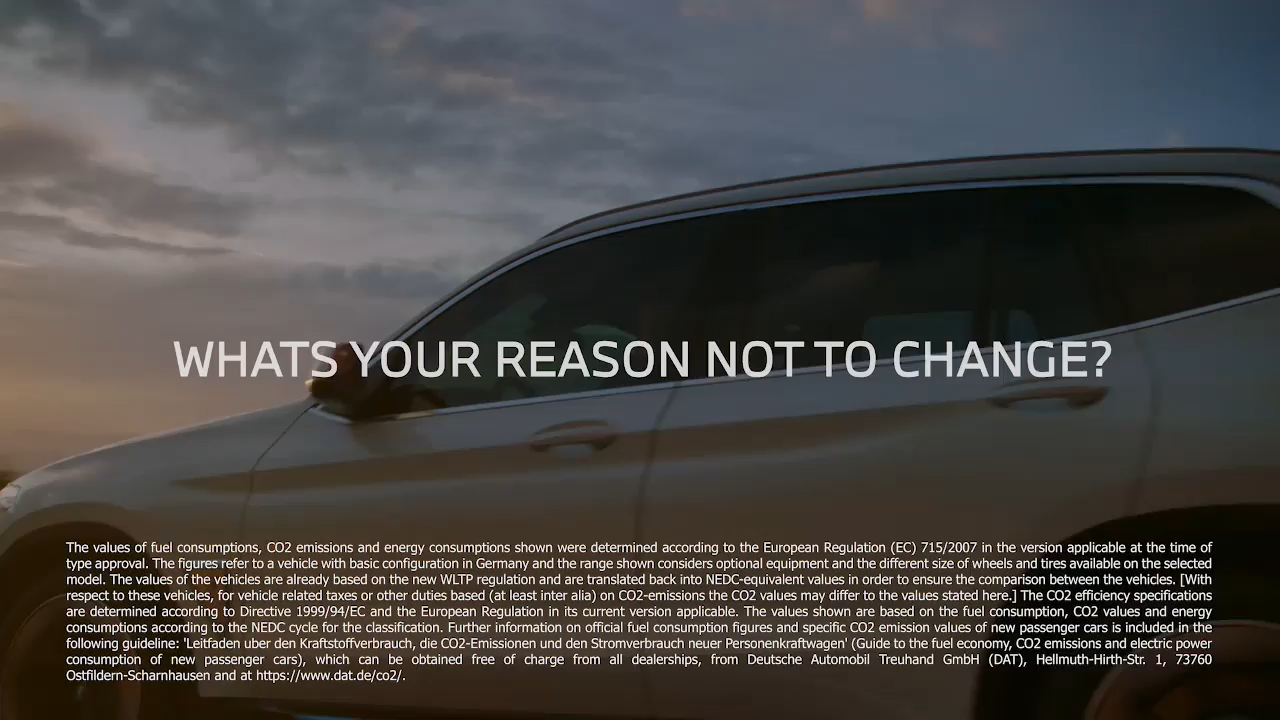 WHATS YOUR REASON NOT TO CHANGE?
The values of fuel consumptions, CO2 emissions and energy consumptions shown were determined according to the European Regulation (EC) 715/2007 in the version applicable at the time of
type approval. The figures refer to a vehicle with basic configuration in Germany and the range shown considers optional equipment and the different size of wheels and tires available on the selected
model. The values of the vehicles are already based on the new WLTP regulation and are translated back into NEDC-equivalent values in order to ensure the comparison between the vehicles. [With
respect to these vehicles, for vehicle related taxes or other duties based (at least inter alia) on CO2-emissions the CO2 values may differ to the values stated here.] The CO2 efficiency specifications
are determined according to Directive 1999/94/EC and the European Regulation in its current version applicable. The values shown are based on the fuel consumption, CO2 values and energy
consumptions according to the NEDC cycle for the classification. Further information on official fuel consumption figures and specific CO2 emission values of new passenger cars is included in the
following guideline: 'Leitfaden uber den Kraftstoffverbrauch, die CO2-Emissionen und den Stromverbrauch neuer Personenkraftwagen' (Guide to the fuel economy, CO2 emissions and electric power
consumption of new passenger cars), which can be obtained free of charge from all dealerships, from Deutsche Automobil Treuhand GmbH (DAT), Hellmuth-Hirth-Str. 1, 73760
Ostfildern-Scharnhausen and at https://www.dat.de/co2/.